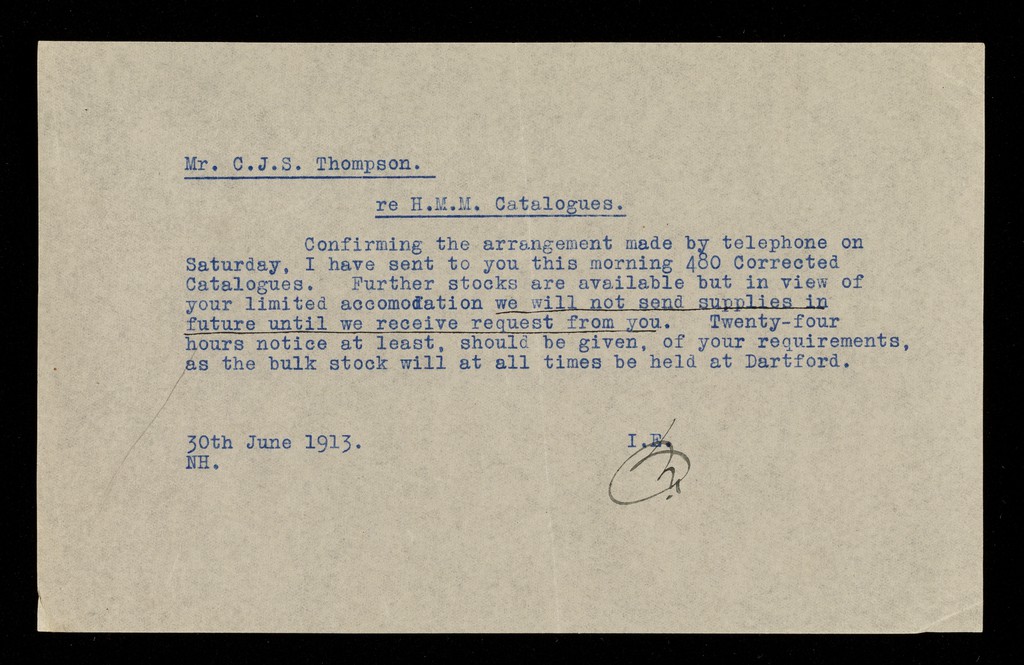 Mr. C.J.S. Thompson.
re H.M.M. Catalogues.
Confirming the arrangement made by telephone on
Saturday, I have sent to you this morning 480 Corrected
Catalogues. Further stocks are available but in view of
your limited accomodation we will not send supplies in
future until we receive request from you. Twenty-four
hours notice at least, should be given, of your requirements,
as the bulk stock will at all times be held at Dartford.
30th June 1913. I.E.
NH.